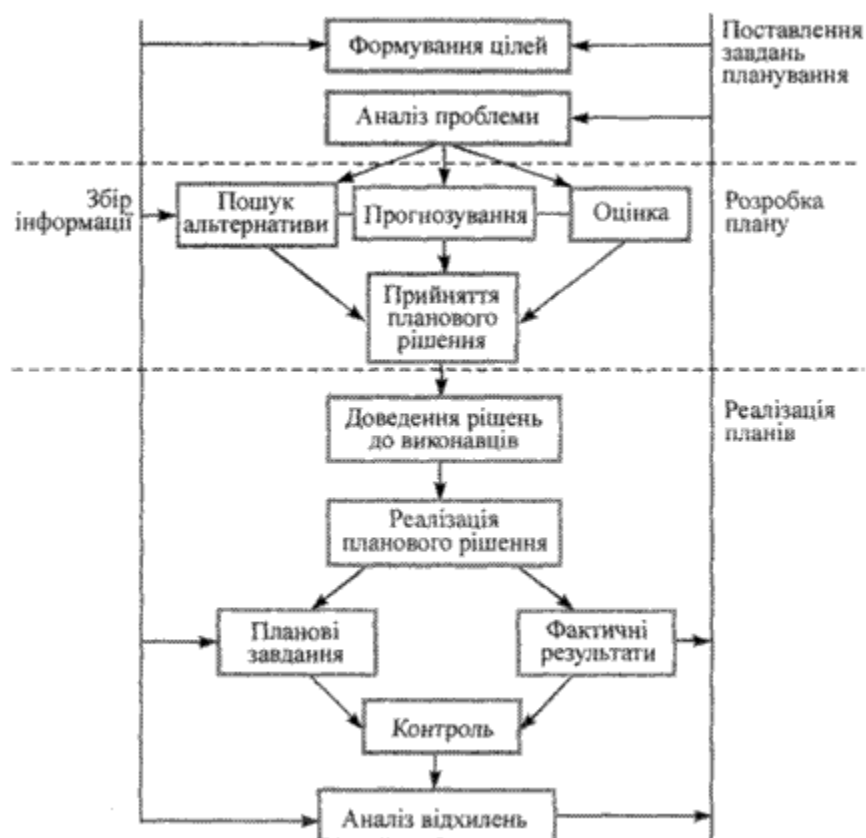 Формування цілей
Поставлення
завдань
планування
Аналіз проблеми
Збір
інформації
Пошук
альтернативи
Прогнозування
Оцінка
Розробка
плану
Прийняття
планового
рішення
Доведення рішень
до виконавців
Реалізація
планів
Реалізація
планового рішення
Планові
завдання
Фактичні
результати
Контроль
Аналіз відхилень